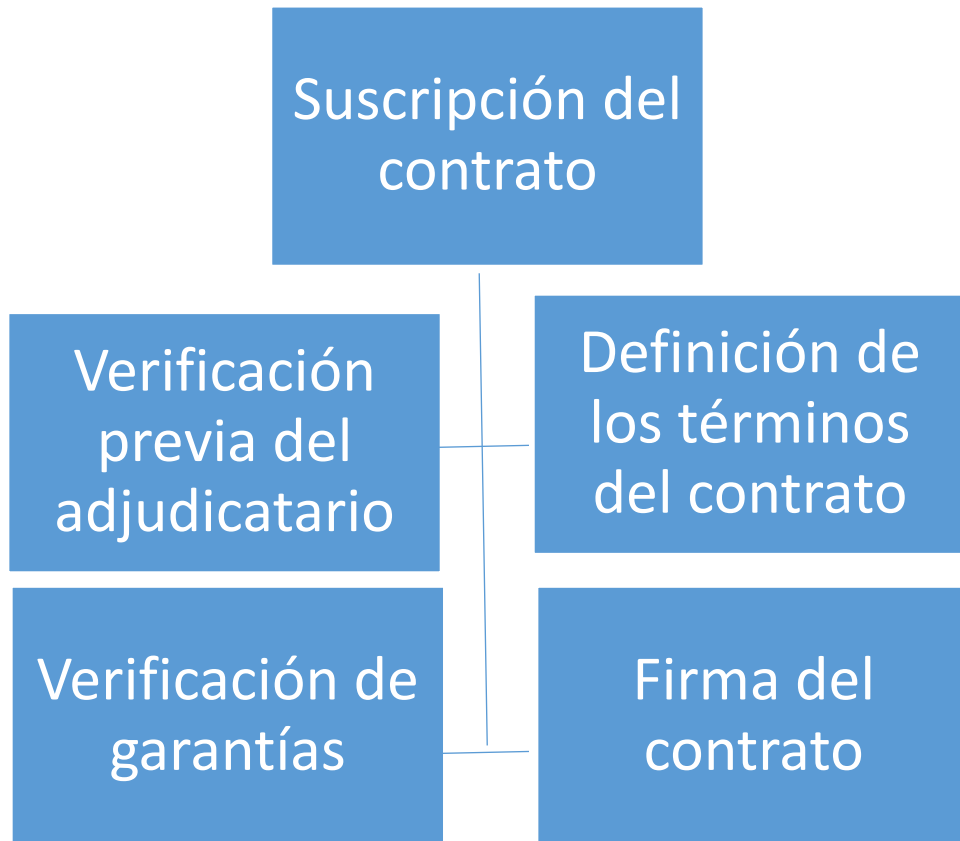 Suscripción del
contrato
Verificación
previa del
adjudicatario
Definición de
los términos
del contrato
Verificación de
garantías
Firma del
contrato